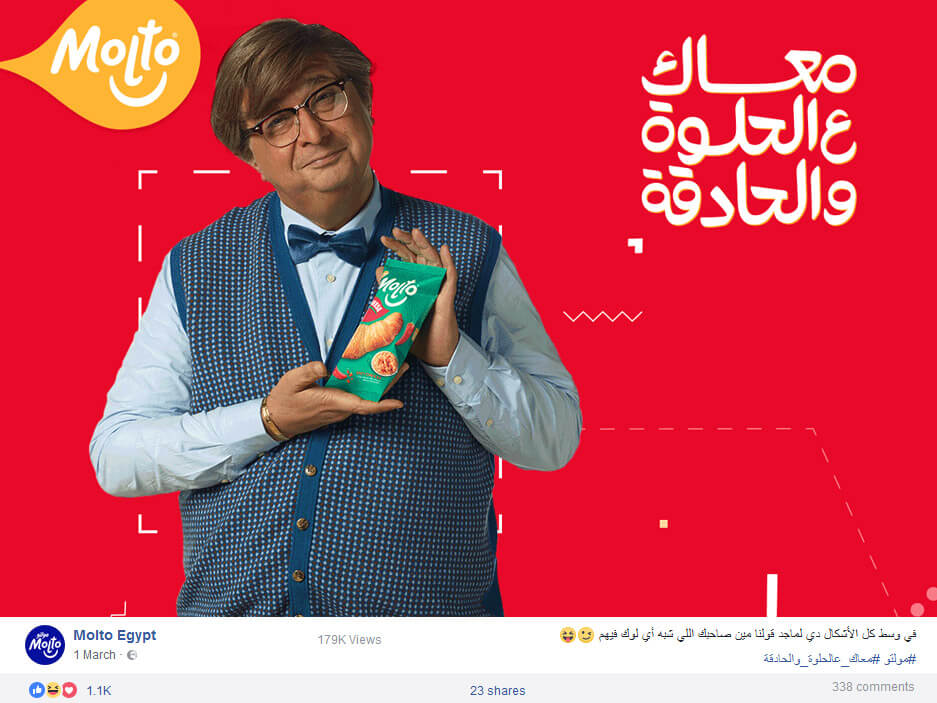 Molto
معاك
ع الحلوة
والحادقة
Molto
Molto Egypt
1 March ·
179K Views
في وسط كل الأشكال دي لماجد قولنا مين صاحبك اللي شبه أي لوك فيهم 😉😝
#مولتو #معاك_عالحلوة_والحادقة
1.1K
23 shares
338 comments